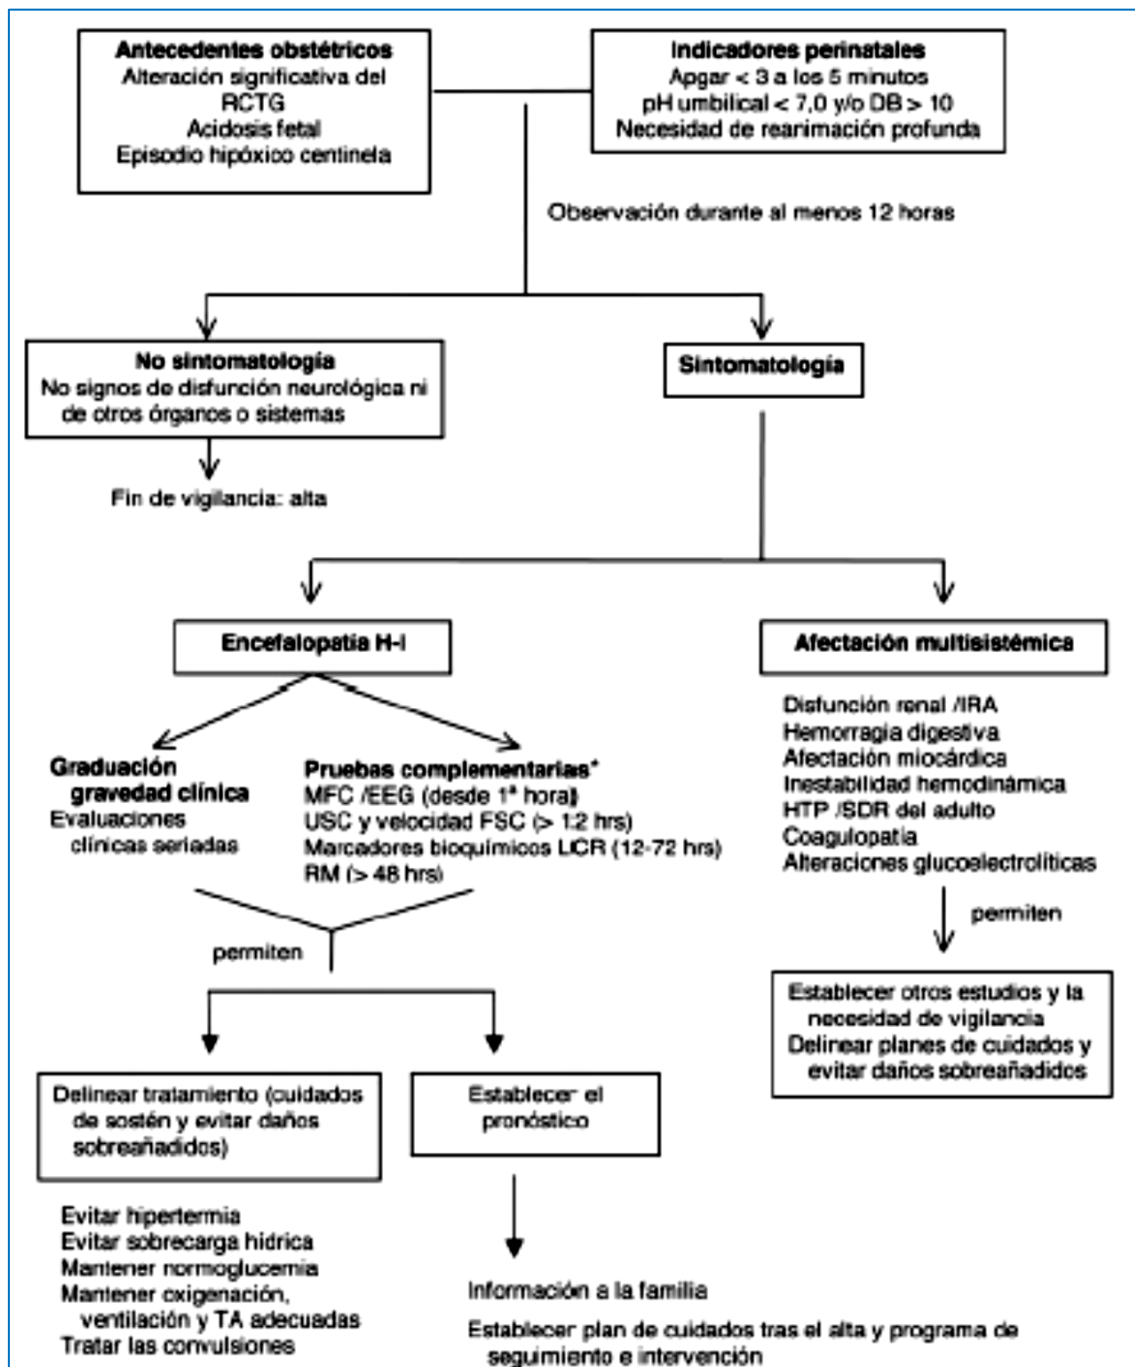 Antecedentes obstétricos
Alteración significativa del
RCTG
Acidosis fetal
Episodio hipóxico centinela
Indicadores perinatales
Apgar < 3 a los 5 minutos
pH umbilical < 7,0 y/o DB > 10
Necesidad de reanimación profunda
Observación durante al menos 12 horas
No sintomatología
No signos de disfunción neurológica ni
de otros órganos o sistemas
Sintomatología
Fin de vigilancia: alta
Encefalopatía H-I
Afectación multisistémica
Graduación
gravedad clínica
Evaluaciones
clínicas seriadas
Pruebas complementarias*
MFC /EEG (desde 1ª hora)
USC y velocidad FSC (> 12 hrs)
Marcadores bioquímicos LCR (12-72 hrs)
RM (> 48 hrs)
Disfunción renal /IRA
Hemorragia digestiva
Afectación miocárdica
Inestabilidad hemodinámica
HTP /SDR del adulto
Coagulopatía
Alteraciones glucoelectrolíticas
permiten
permiten
Establecer otros estudios y la
necesidad de vigilancia
Delinear planes de cuidados y
evitar daños sobreañadidos
Delinear tratamiento (cuidados
de sostén y evitar daños
sobreañadidos)
Establecer el
pronóstico
Evitar hipertermia
Evitar sobrecarga hídrica
Mantener normoglucemia
Mantener oxigenación,
ventilación y TA adecuadas
Tratar las convulsiones
Información a la familia
Establecer plan de cuidados tras el alta y programa de
seguimiento e intervención